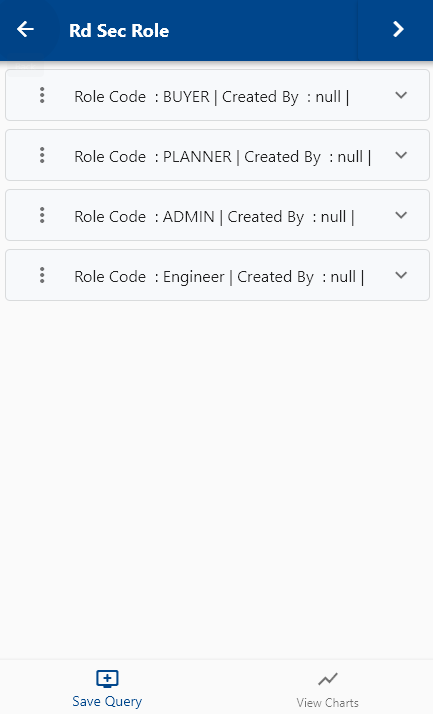 Rd Sec Role
Role Code : BUYER | Created By : null |
Role Code : PLANNER | Created By : null |
Role Code : ADMIN | Created By : null |
Role Code : Engineer | Created By : null |
Save Query
View Charts